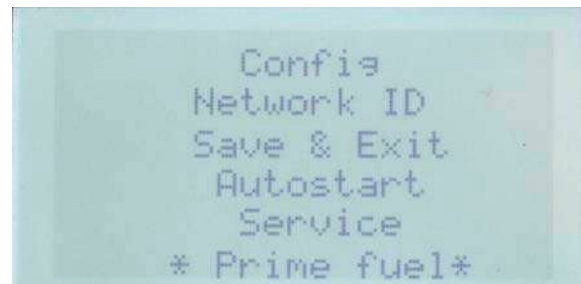 Config
Network ID
Save & Exit
Autostart
Service
* Prime fuel*